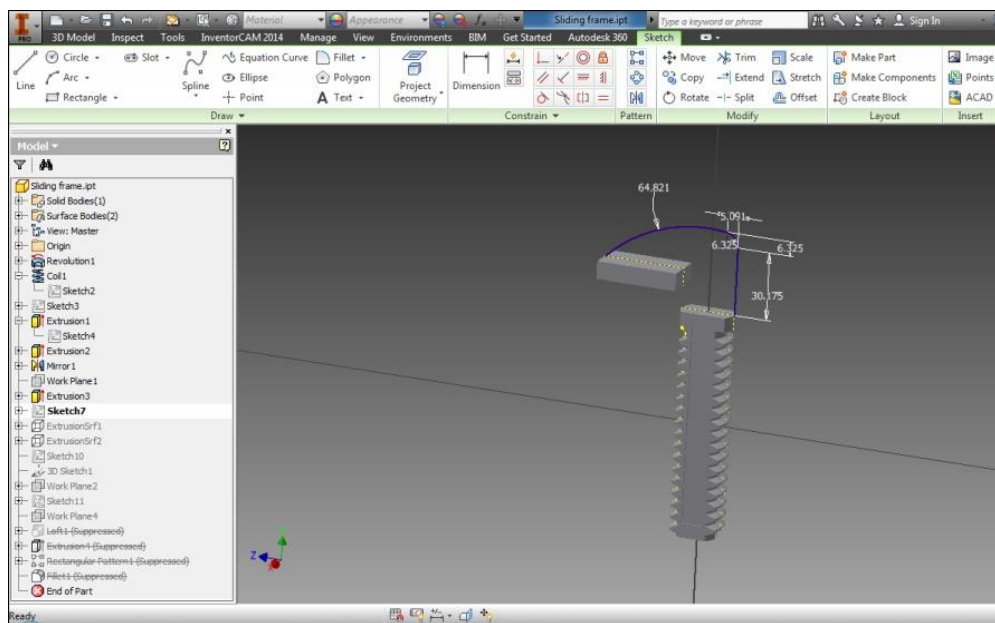 Material
Appearance
Sliding frame.ipt
Type a keyword or phrase
Sign In
PRO
3D Model Inspect Tools InventorCAM 2014 Manage View Environments BIM Get Started Autodesk 360 Sketch
Line
Circle
Arc
Rectangle
Slot
Spline
Equation Curve
Ellipse
Point
Fillet
Polygon
Text
Project Geometry
Dimension
Move
Copy
Rotate
Trim
Extend
Split
Scale
Stretch
Offset
Make Part
Make Components
Create Block
Image
Points
ACAD
Draw Constrain Pattern Modify Layout Insert
Model
Sliding frame.ipt
Solid Bodies(1)
Surface Bodies(2)
View: Master
Origin
Revolution1
Coil1
Sketch2
Sketch3
Extrusion1
Sketch4
Extrusion2
Mirror1
Work Plane1
Extrusion3
Sketch7
ExtrusionSrf1
ExtrusionSrf2
Sketch10
3D Sketch1
Work Plane2
Sketch11
Work Plane4
Loft1 (Suppressed)
Extrusion4 (Suppressed)
Rectangular Pattern1 (Suppressed)
Fillet1 (Suppressed)
End of Part
64.821
6.325
6.325
30.175
Y
Z
Ready